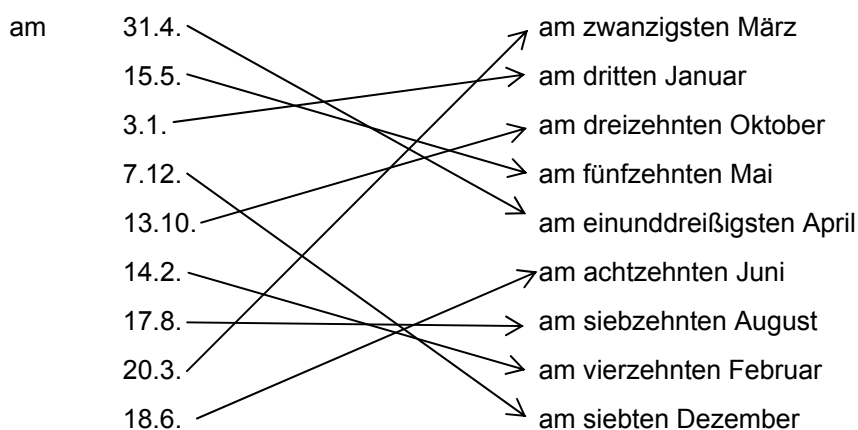 am 31.4. am zwanzigsten März
15.5. am dritten Januar
3.1. am dreizehnten Oktober
7.12. am fünfzehnten Mai
13.10. am einunddreißigsten April
14.2. am achtzehnten Juni
17.8. am siebzehnten August
20.3. am vierzehnten Februar
18.6. am siebten Dezember